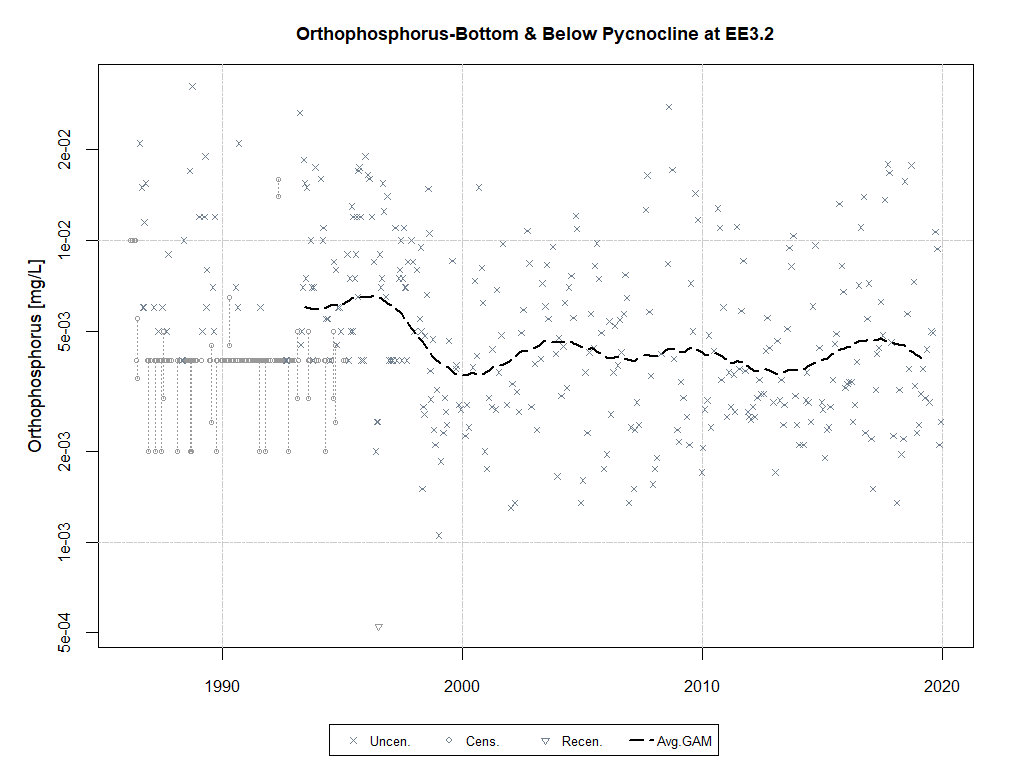 Orthophosphorus-Bottom & Below Pycnocline at EE3.2
Orthophosphorus [mg/L]
2e-02
1e-02
5e-03
2e-03
1e-03
5e-04
1990 2000 2010 2020
Uncen. Cens. Recen. Avg.GAM